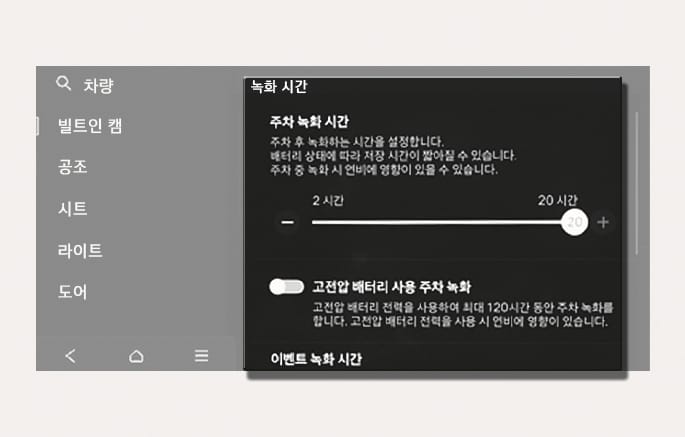 차량
빌트인 캠
공조
시트
라이트
도어
녹화 시간
주차 녹화 시간
주차 후 녹화하는 시간을 설정합니다.
배터리 상태에 따라 저장 시간이 짧아질 수 있습니다.
주차 중 녹화 시 연비에 영향이 있을 수 있습니다.
2 시간 20 시간
20
고전압 배터리 사용 주차 녹화
고전압 배터리 전력을 사용하여 최대 120시간 동안 주차 녹화를
합니다. 고전압 배터리 전력을 사용 시 연비에 영향이 있습니다.
이벤트 녹화 시간